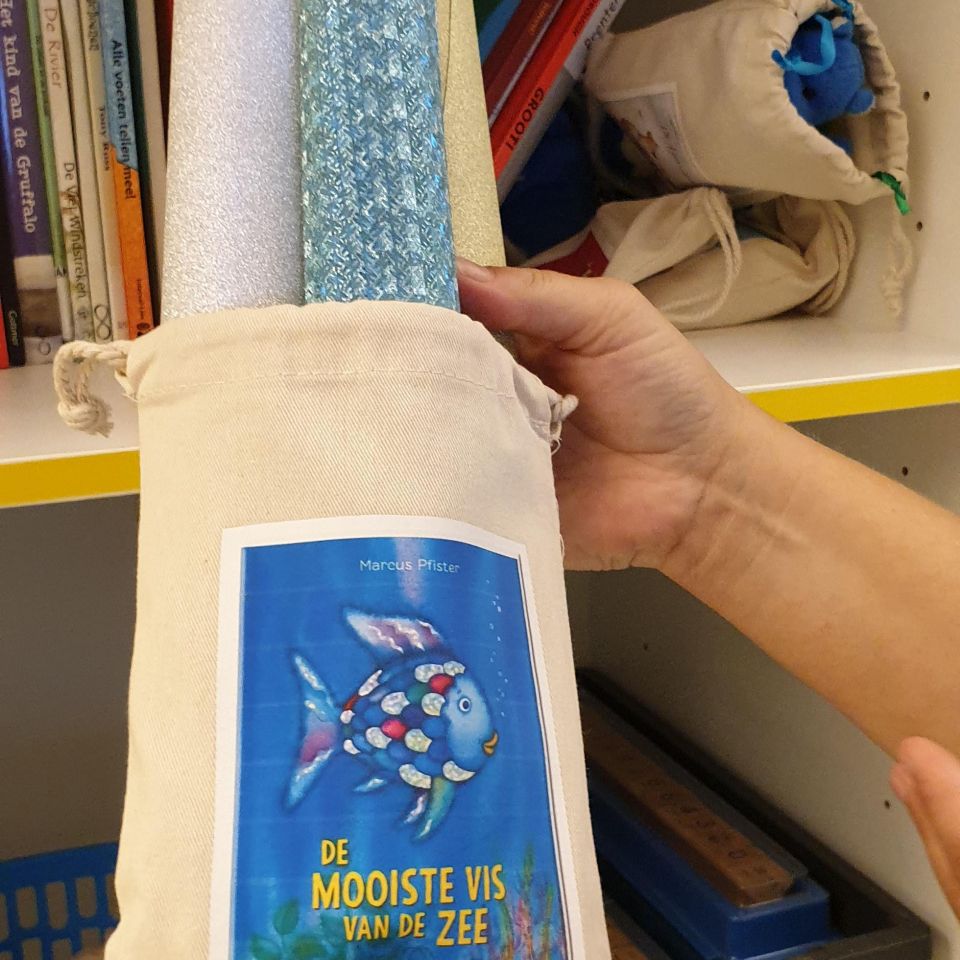 Het kind van de Gruffalo
De Rivier
De Vier Windstreken
Tony Ross
Alle voeten tellen mee!
GROOT!
Marcus Pfister
DE
MOOISTE VIS
VAN DE ZEE